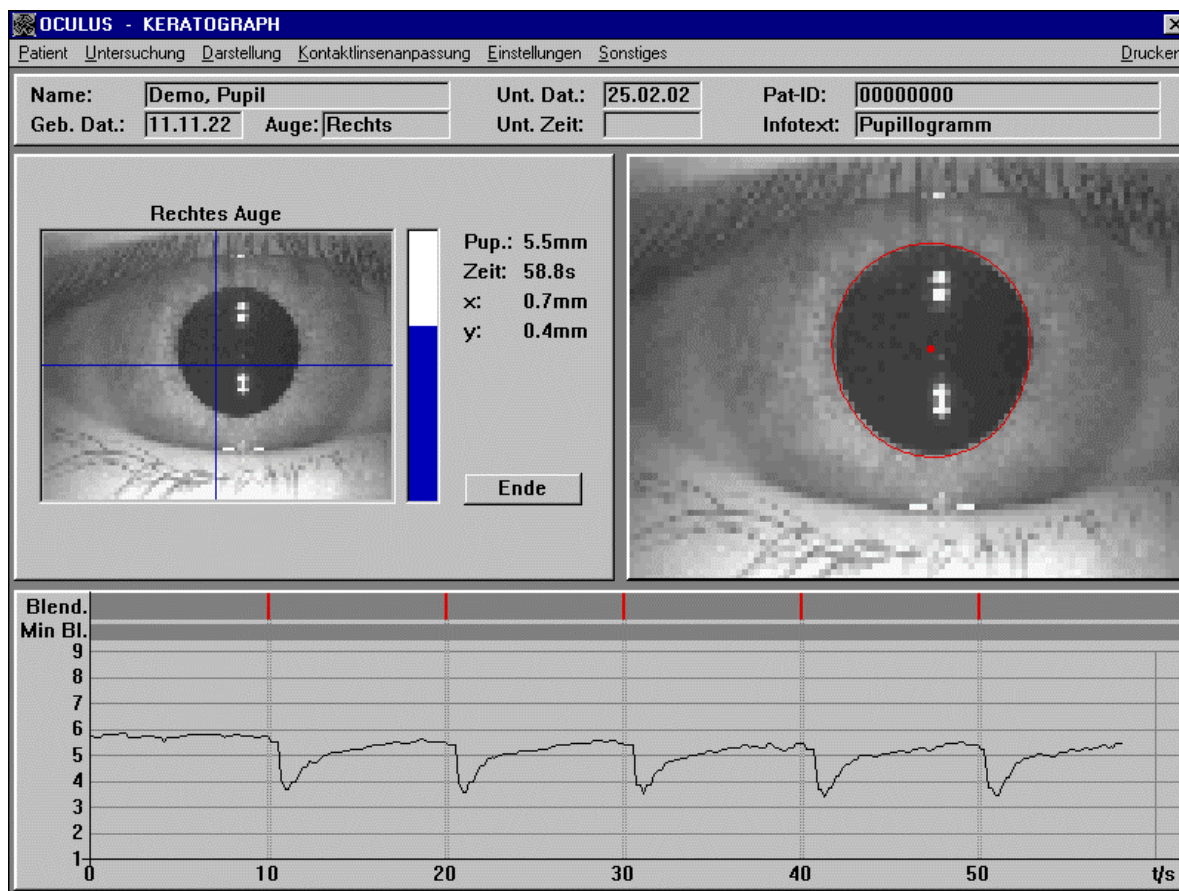 OCULUS - KERATOGRAPH
Patient Untersuchung Darstellung Kontaktlinsenanpassung Einstellungen Sonstiges Drucken
Name: Demo, Pupil Unt. Dat.: 25.02.02 Pat-ID: 00000000
Geb. Dat.: 11.11.22 Auge: Rechts Unt. Zeit: Infotext: Pupillogramm
Rechtes Auge
Pup.: 5.5mm
Zeit: 58.8s
x: 0.7mm
y: 0.4mm
Ende
Blend.
Min Bl.
9
8
7
6
5
4
3
2
1
0 10 20 30 40 50 t/s